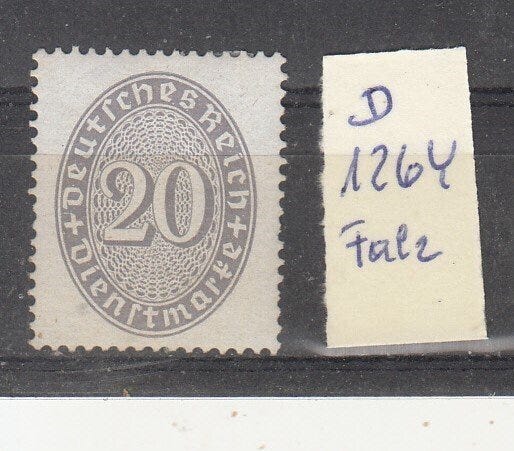 Deutsches Reich
20
Dienstmarke
D
126Y
Falz